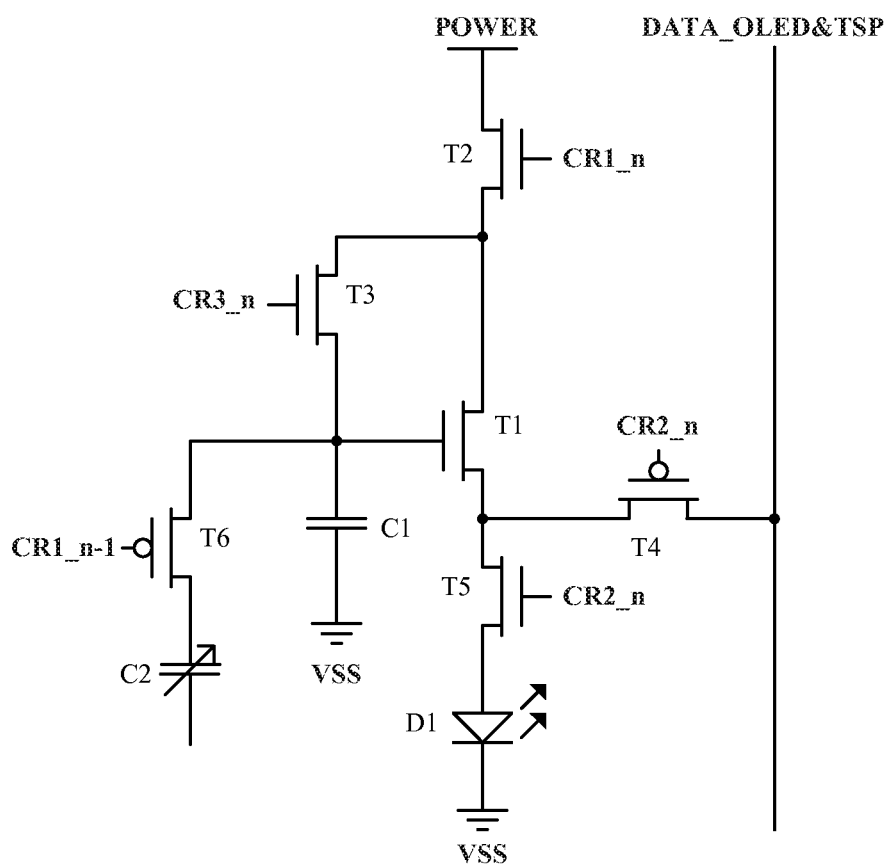 POWER
DATA_OLED&TSP
T2
CR1_n
CR3_n
T3
T1
CR2_n
CR1_n-1
T6
C1
T4
T5
CR2_n
C2
VSS
D1
VSS